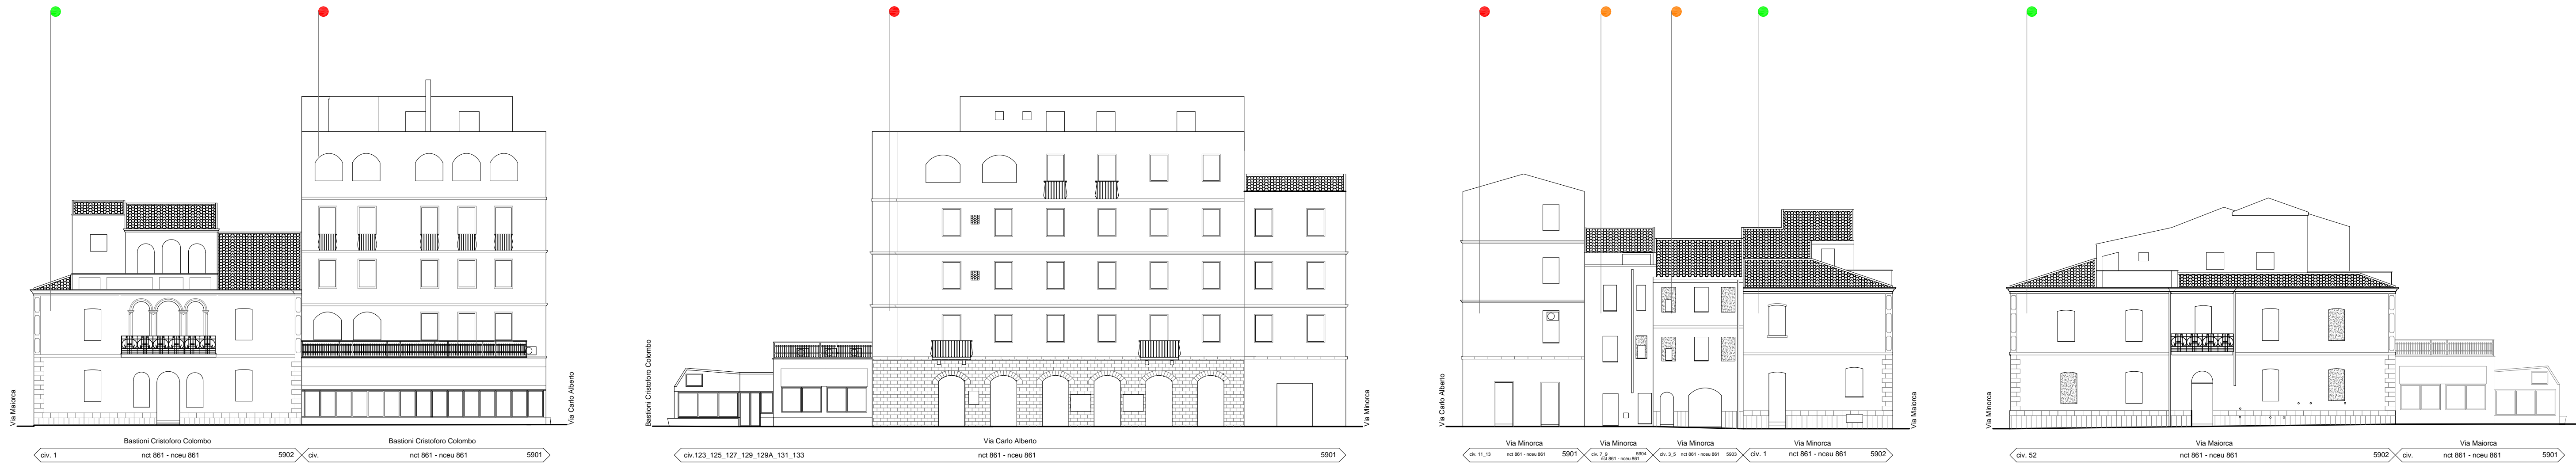 Via Maiorca
Via Carlo Alberto
Bastioni Cristoforo Colombo
Bastioni Cristoforo Colombo
civ. 1 nct 861 - nceu 861 5902
civ. nct 861 - nceu 861 5901
Bastioni Cristoforo Colombo
Via Minorca
Via Carlo Alberto
civ.123_125_127_129_129A_131_133 nct 861 - nceu 861 5901
Via Carlo Alberto
Via Maiorca
Via Minorca
Via Minorca
Via Minorca
Via Minorca
civ. 11_13 nct 861 - nceu 861 5901
civ. 7_9 5904
nct 861 - nceu 861
civ. 3_5 nct 861 - nceu 861 5903
civ. 1 nct 861 - nceu 861 5902
Via Minorca
Via Maiorca
Via Maiorca
civ. 52 nct 861 - nceu 861 5902
civ. nct 861 - nceu 861 5901